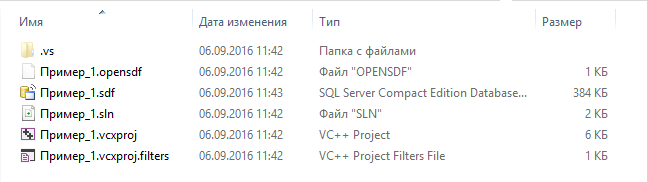 Имя Дата изменения Тип Размер
.vs 06.09.2016 11:42 Папка с файлами
Пример_1.opensdf 06.09.2016 11:42 Файл "OPENSDF" 1 КБ
Пример_1.sdf 06.09.2016 11:43 SQL Server Compact Edition Database... 384 КБ
Пример_1.sln 06.09.2016 11:42 Файл "SLN" 2 КБ
Пример_1.vcxproj 06.09.2016 11:42 VC++ Project 6 КБ
Пример_1.vcxproj.filters 06.09.2016 11:42 VC++ Project Filters File 1 КБ